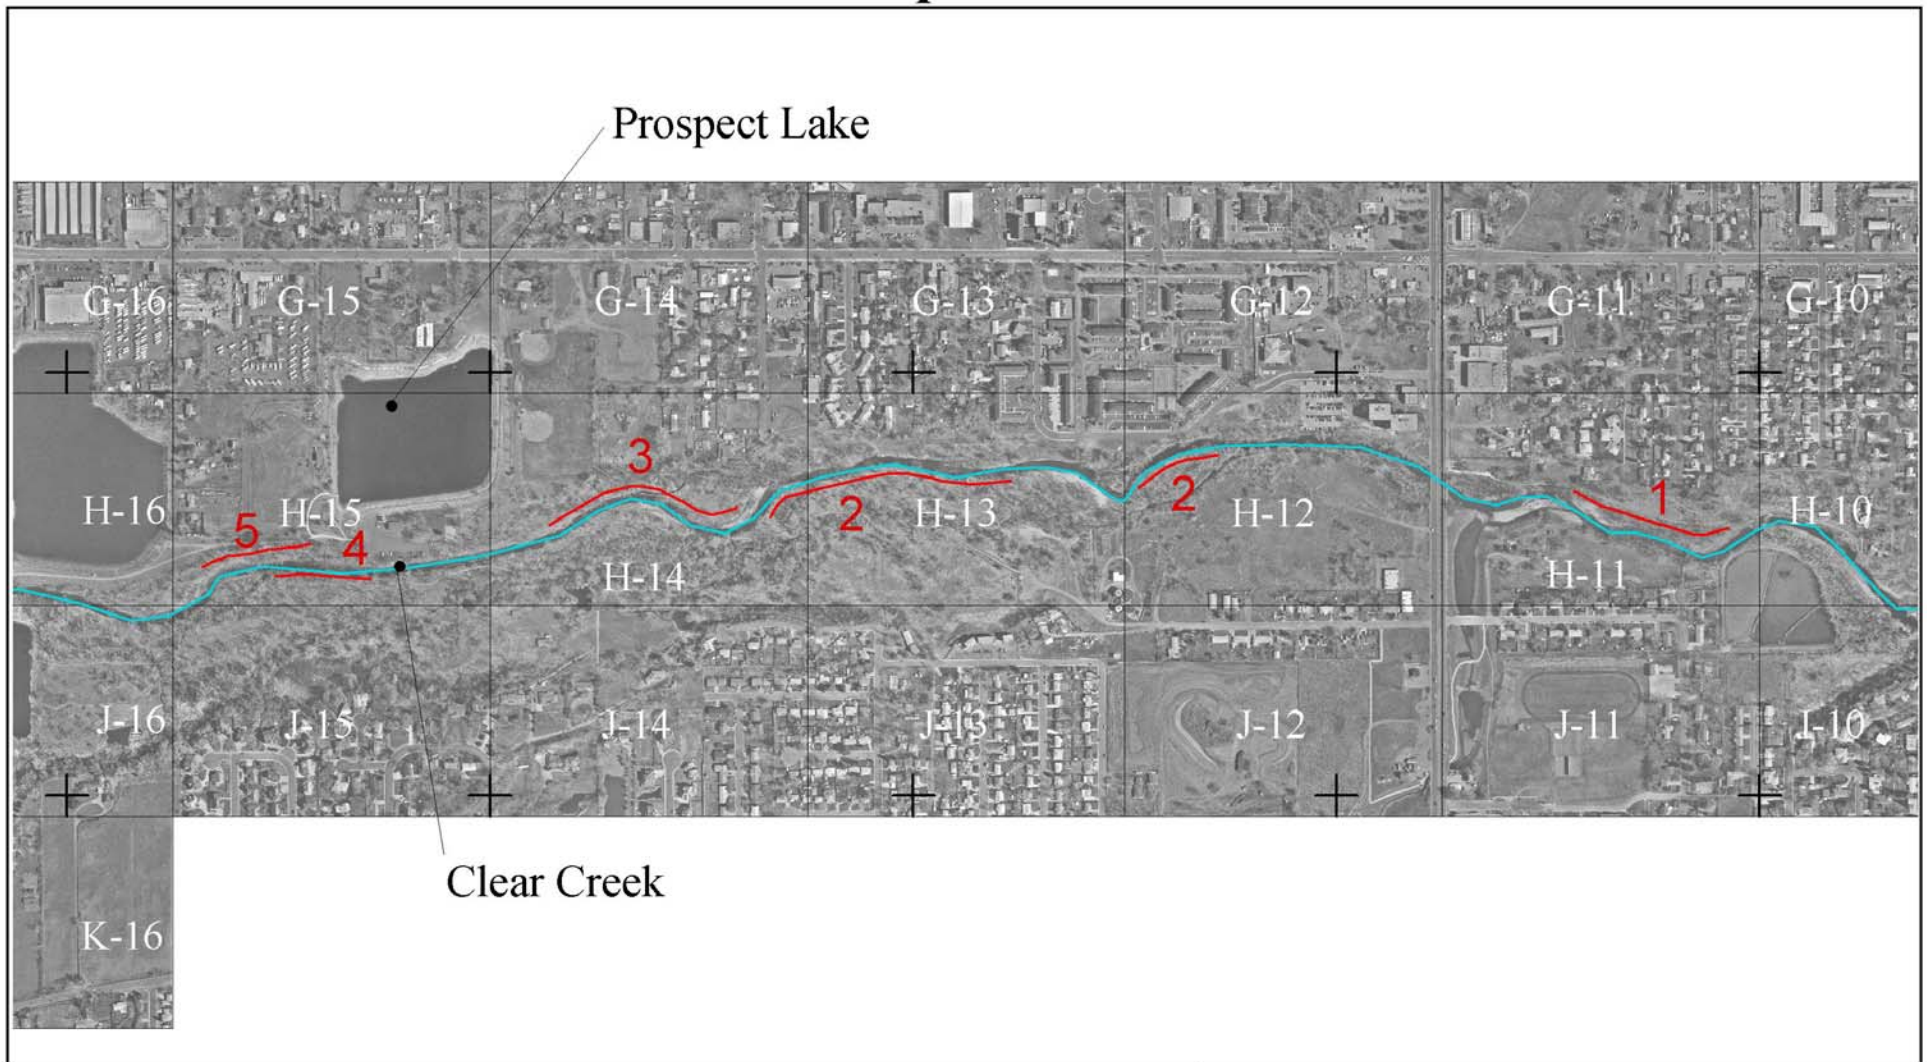 Prospect Lake
G-16 G-15 G-14 G-13 G-12 G-11 G-10
3
1
H-16 5 H-15 4 2 H-13 2 H-12 H-10
H-14 H-11
J-16 J-15 J-14 J-13 J-12 J-11 J-10
Clear Creek
K-16